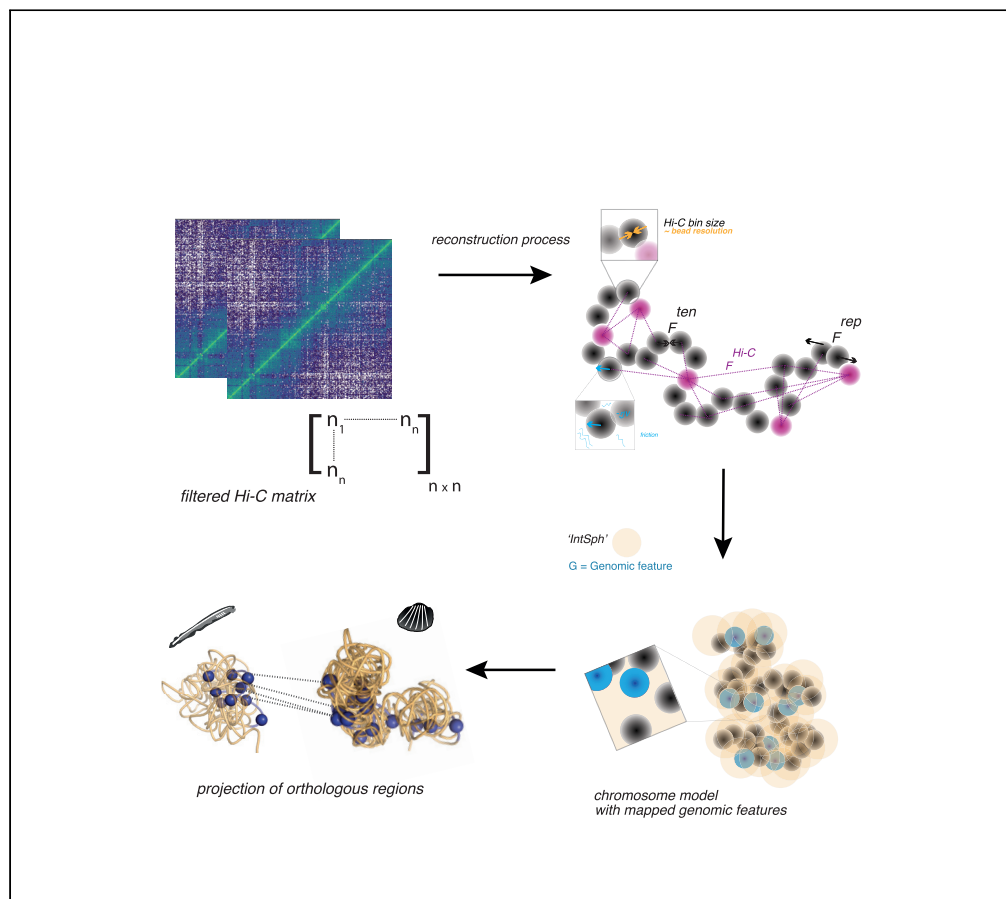 Hi-C bin size
~ bead resolution
reconstruction process
ten
F
rep
F
Hi-C
F
friction
n1 nn
nn
n x n
filtered Hi-C matrix
'IntSph'
G = Genomic feature
projection of orthologous regions
chromosome model
with mapped genomic features